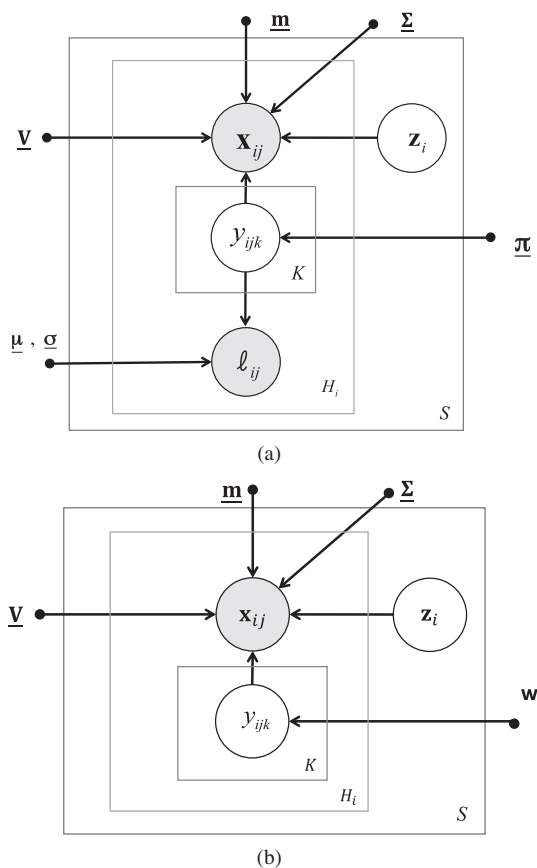 m Σ
V
x_ij z_i
y_ijk
K π
μ , σ
ℓ_ij
H_i
S
(a)
m Σ
V
x_ij z_i
y_ijk w
K
H_i
S
(b)